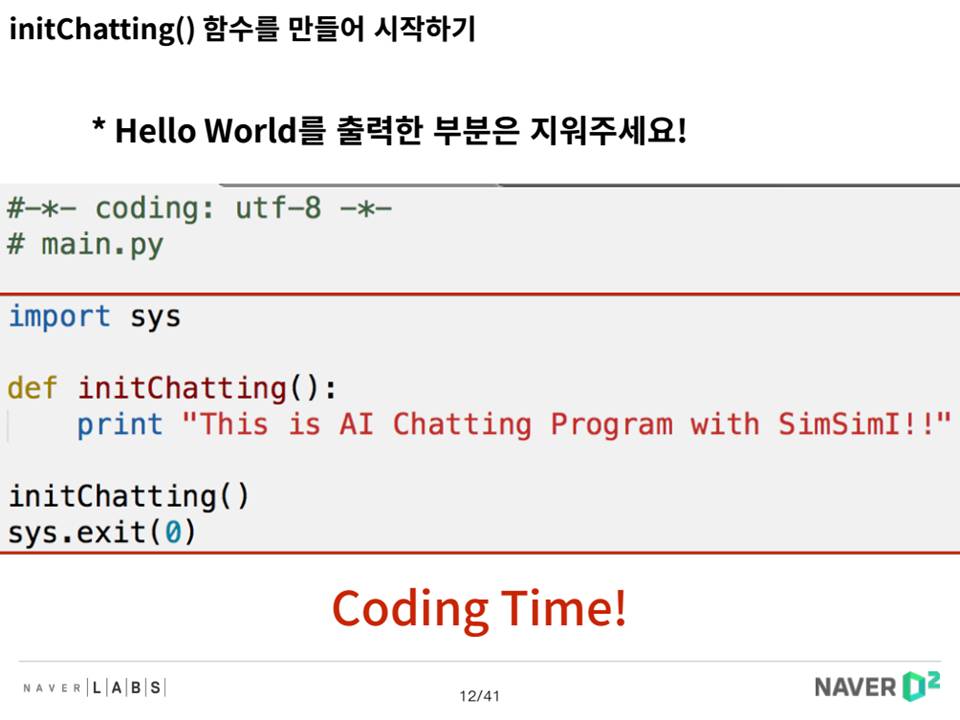 initChatting() 함수를 만들어 시작하기
* Hello World를 출력한 부분은 지워주세요!
#-*- coding: utf-8 -*-
# main.py
import sys
def initChatting():
    print "This is AI Chatting Program with SimSimI!!"
initChatting()
sys.exit(0)
Coding Time!
NAVER LABS
12/41
NAVER D2